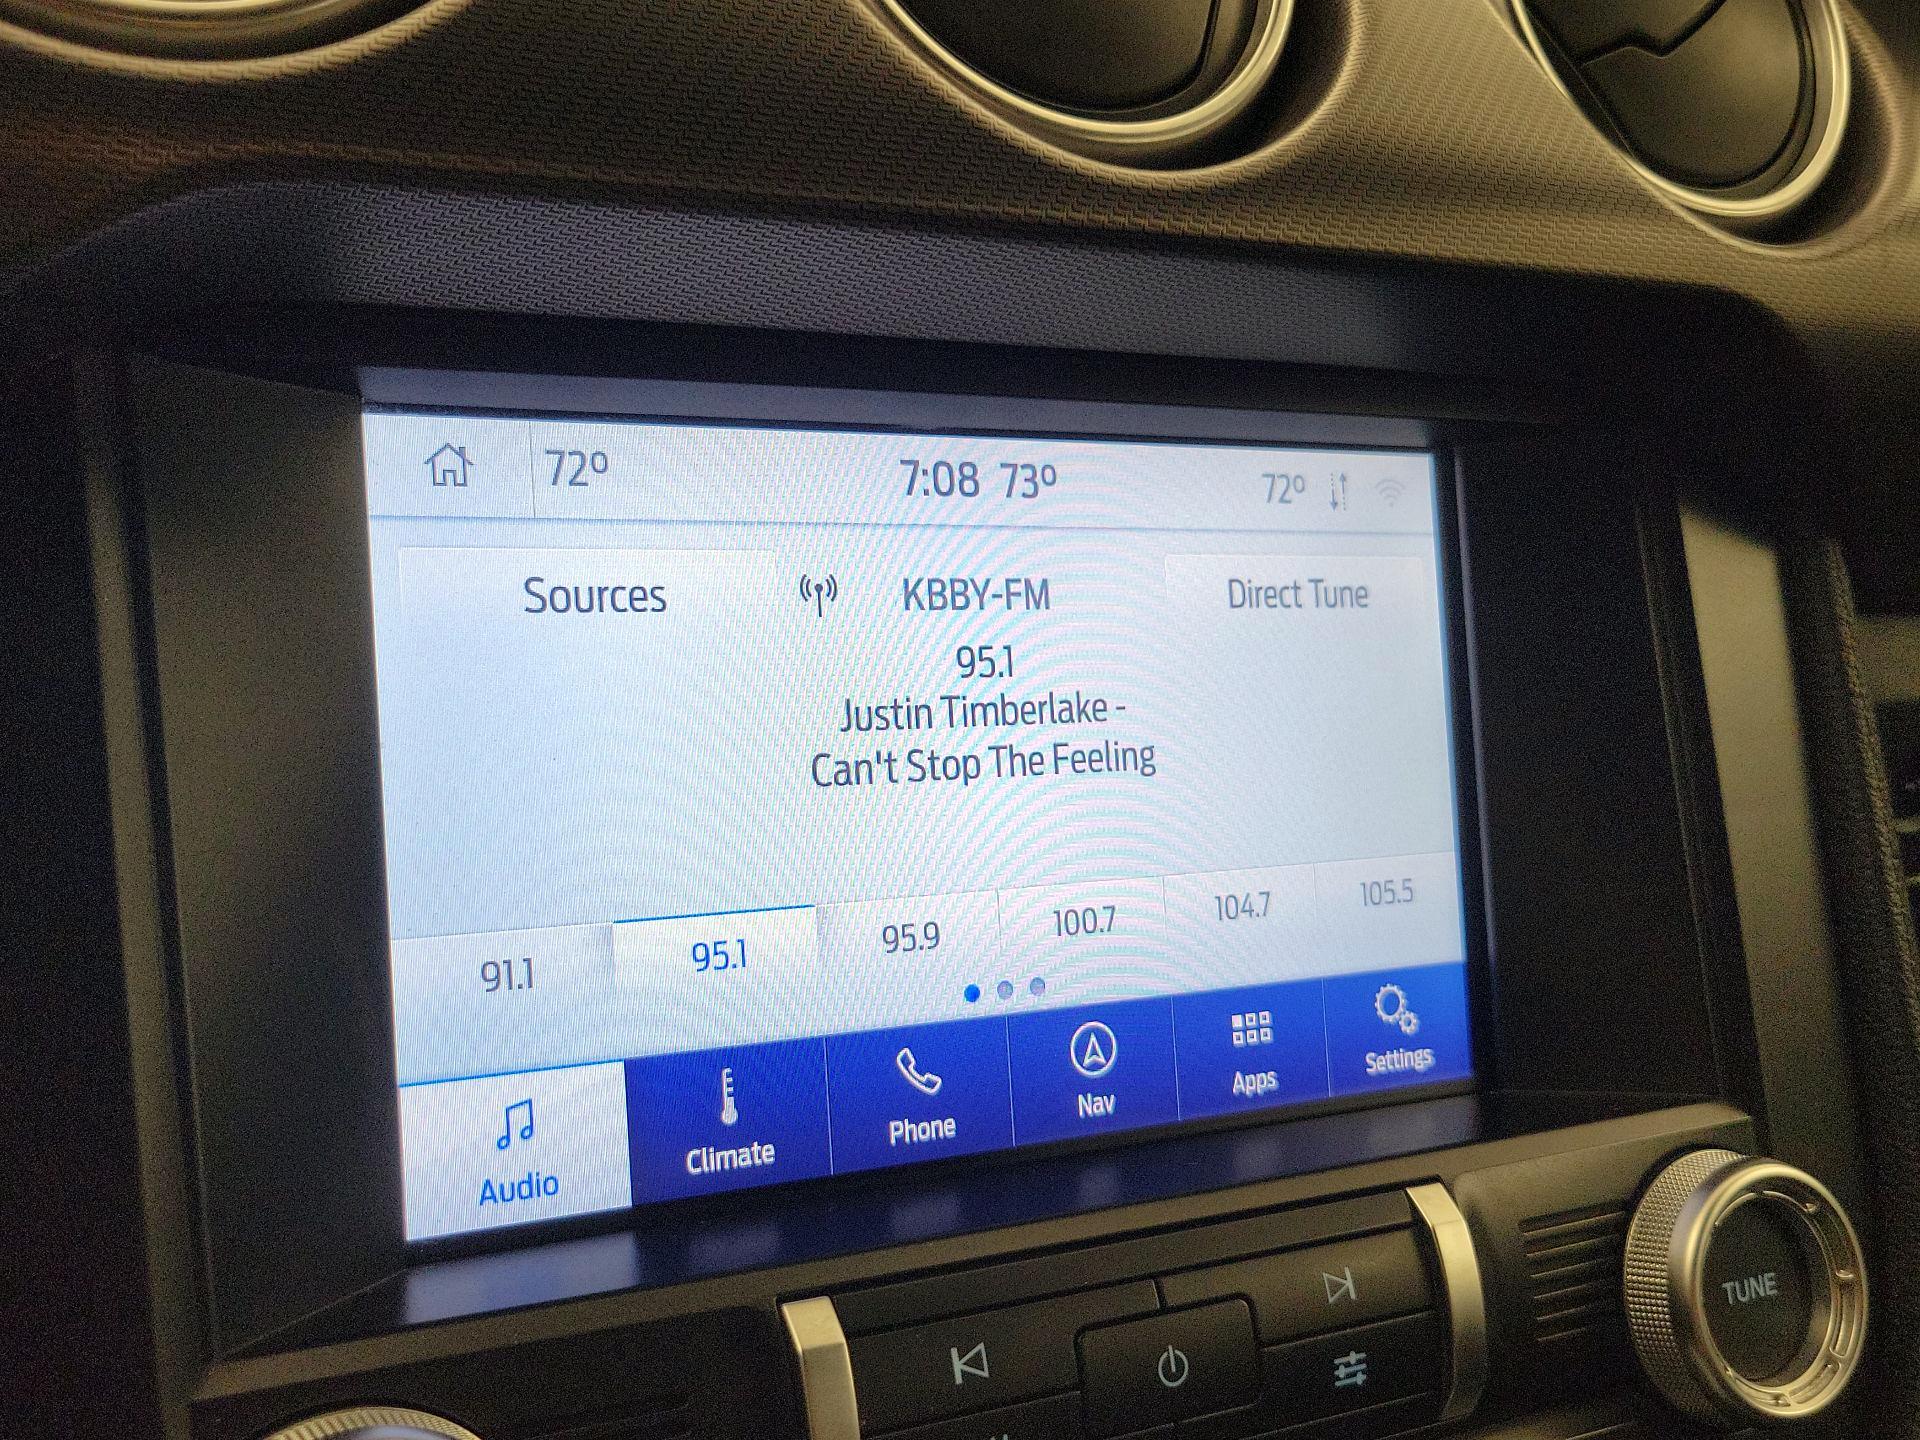 72° 7:08 73° 72°
Sources KBBY-FM Direct Tune
95.1
Justin Timberlake -
Can't Stop The Feeling
91.1 95.1 95.9 100.7 104.7 105.5
Audio Climate Phone Nav Apps Settings
TUNE